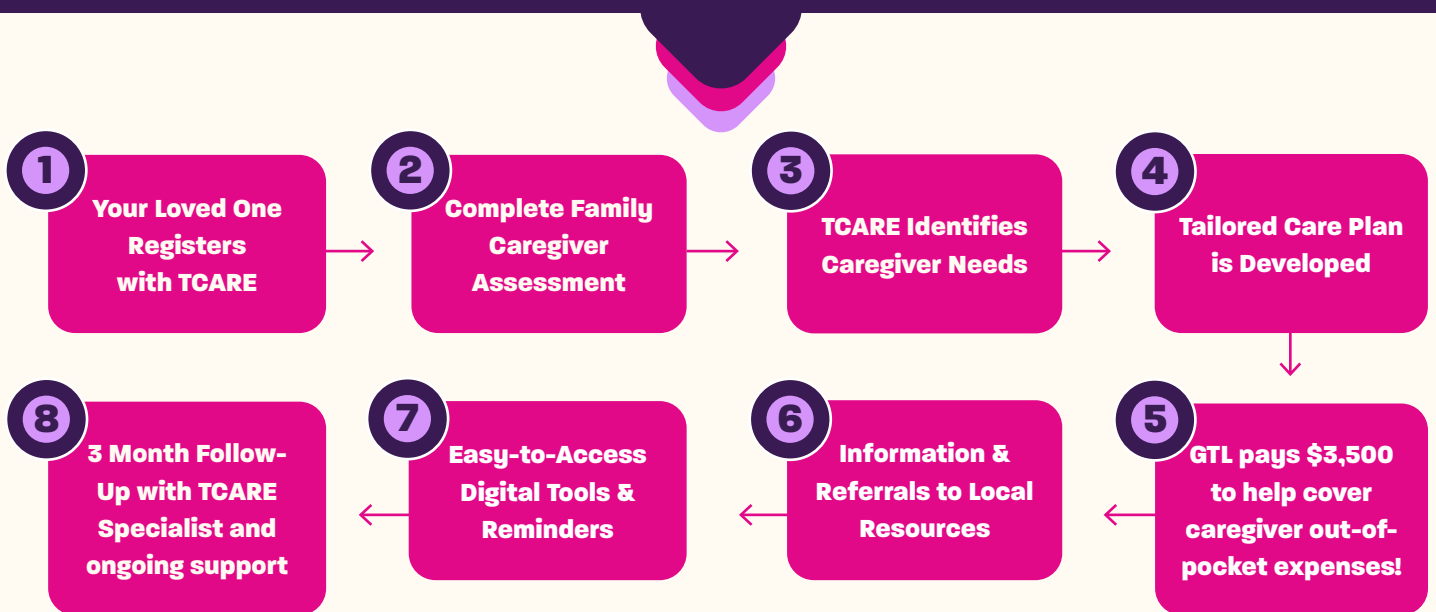 1
Your Loved One
Registers
with TCARE
2
Complete Family
Caregiver
Assessment
3
TCARE Identifies
Caregiver Needs
4
Tailored Care Plan
is Developed
5
GTL pays $3,500
to help cover
caregiver out-of-
pocket expenses!
6
Information &
Referrals to Local
Resources
7
Easy-to-Access
Digital Tools &
Reminders
8
3 Month Follow-
Up with TCARE
Specialist and
ongoing support